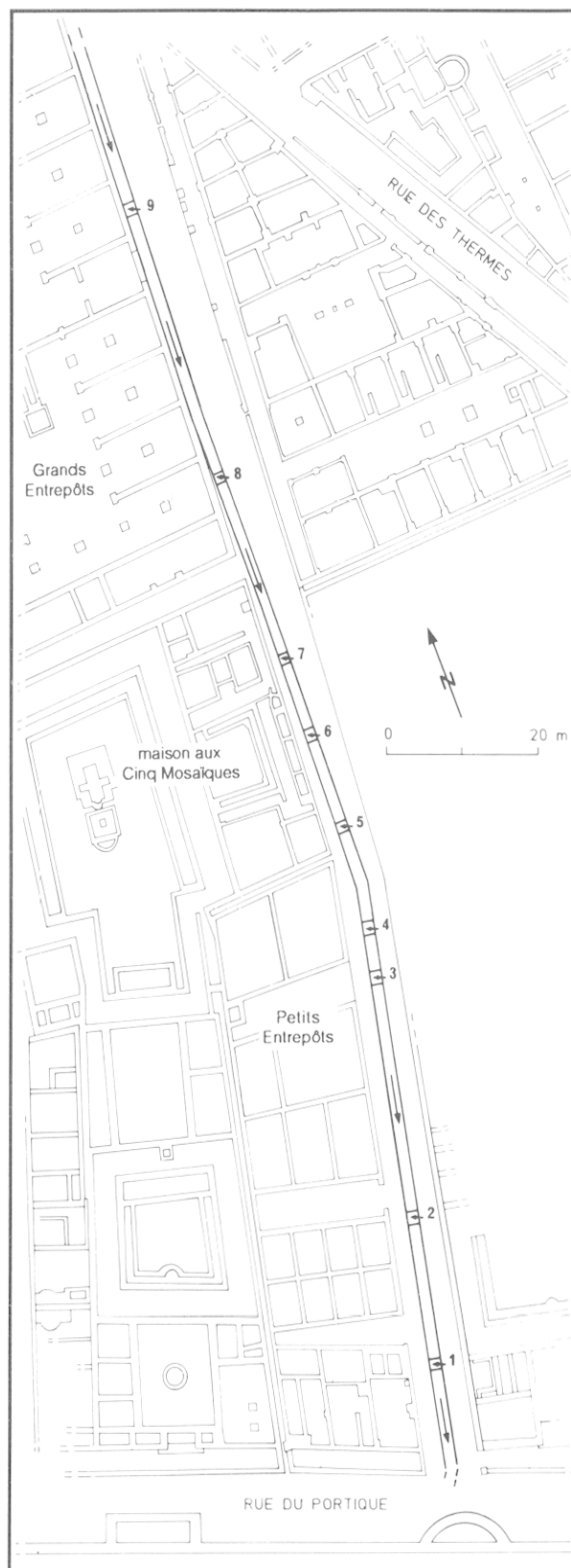 9
RUE DES THERMES
Grands
Entrepôts
8
7
N
6
0 20 m
maison aux
Cinq Mosaïques
5
4
3
Petits
Entrepôts
2
1
RUE DU PORTIQUE